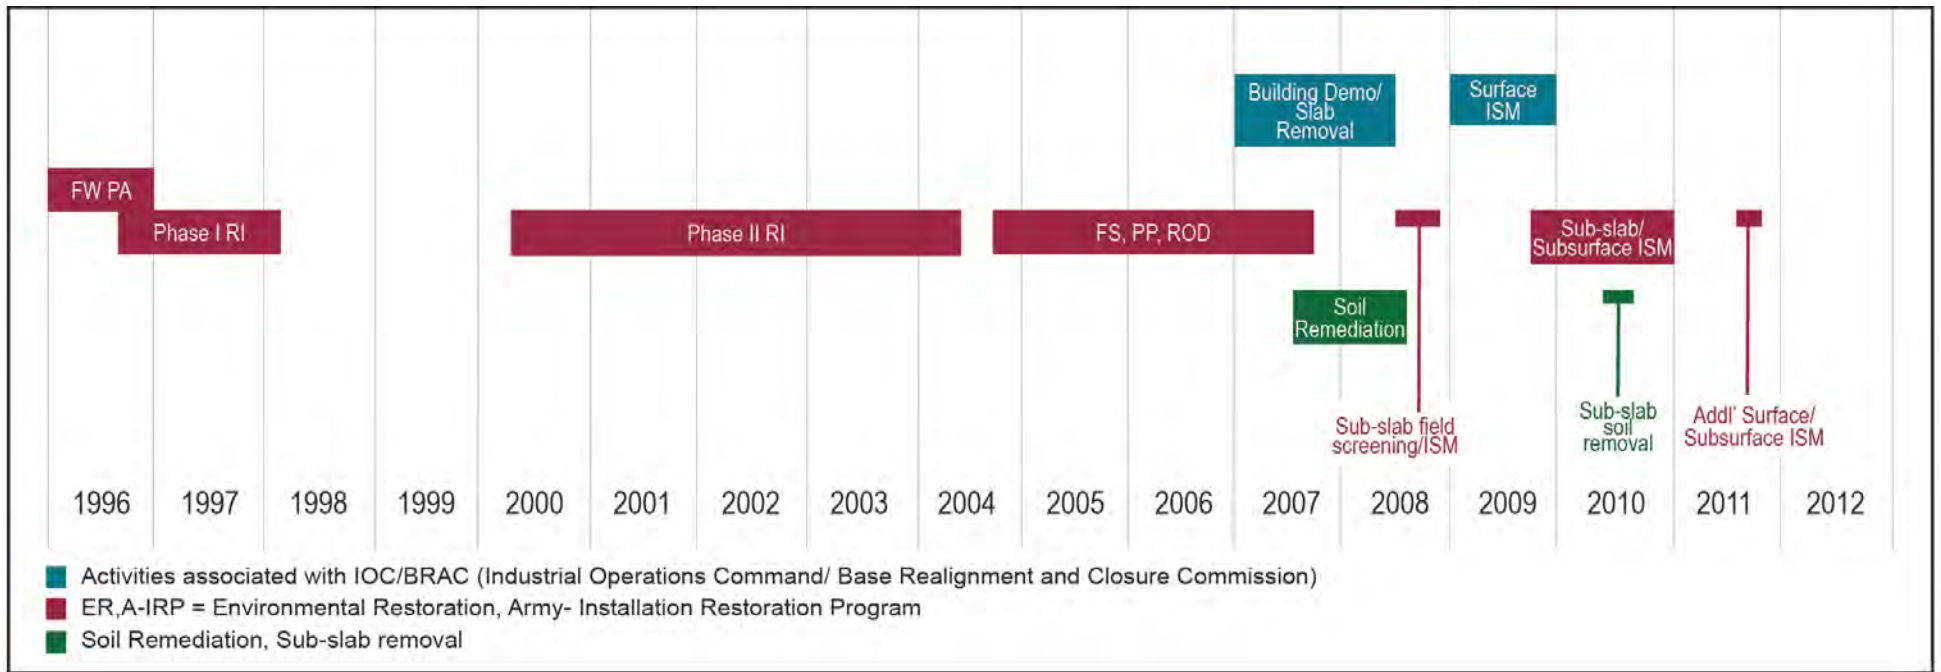 Building Demo/
Slab
Removal
Surface
ISM
FW PA
Phase I RI
Phase II RI
FS, PP, ROD
Sub-slab/
Subsurface ISM
Soil
Remediation
Sub-slab field
screening/ISM
Sub-slab
soil
removal
Addl’ Surface/
Subsurface ISM
1996 1997 1998 1999 2000 2001 2002 2003 2004 2005 2006 2007 2008 2009 2010 2011 2012
Activities associated with IOC/BRAC (Industrial Operations Command/ Base Realignment and Closure Commission)
ER,A-IRP = Environmental Restoration, Army- Installation Restoration Program
Soil Remediation, Sub-slab removal